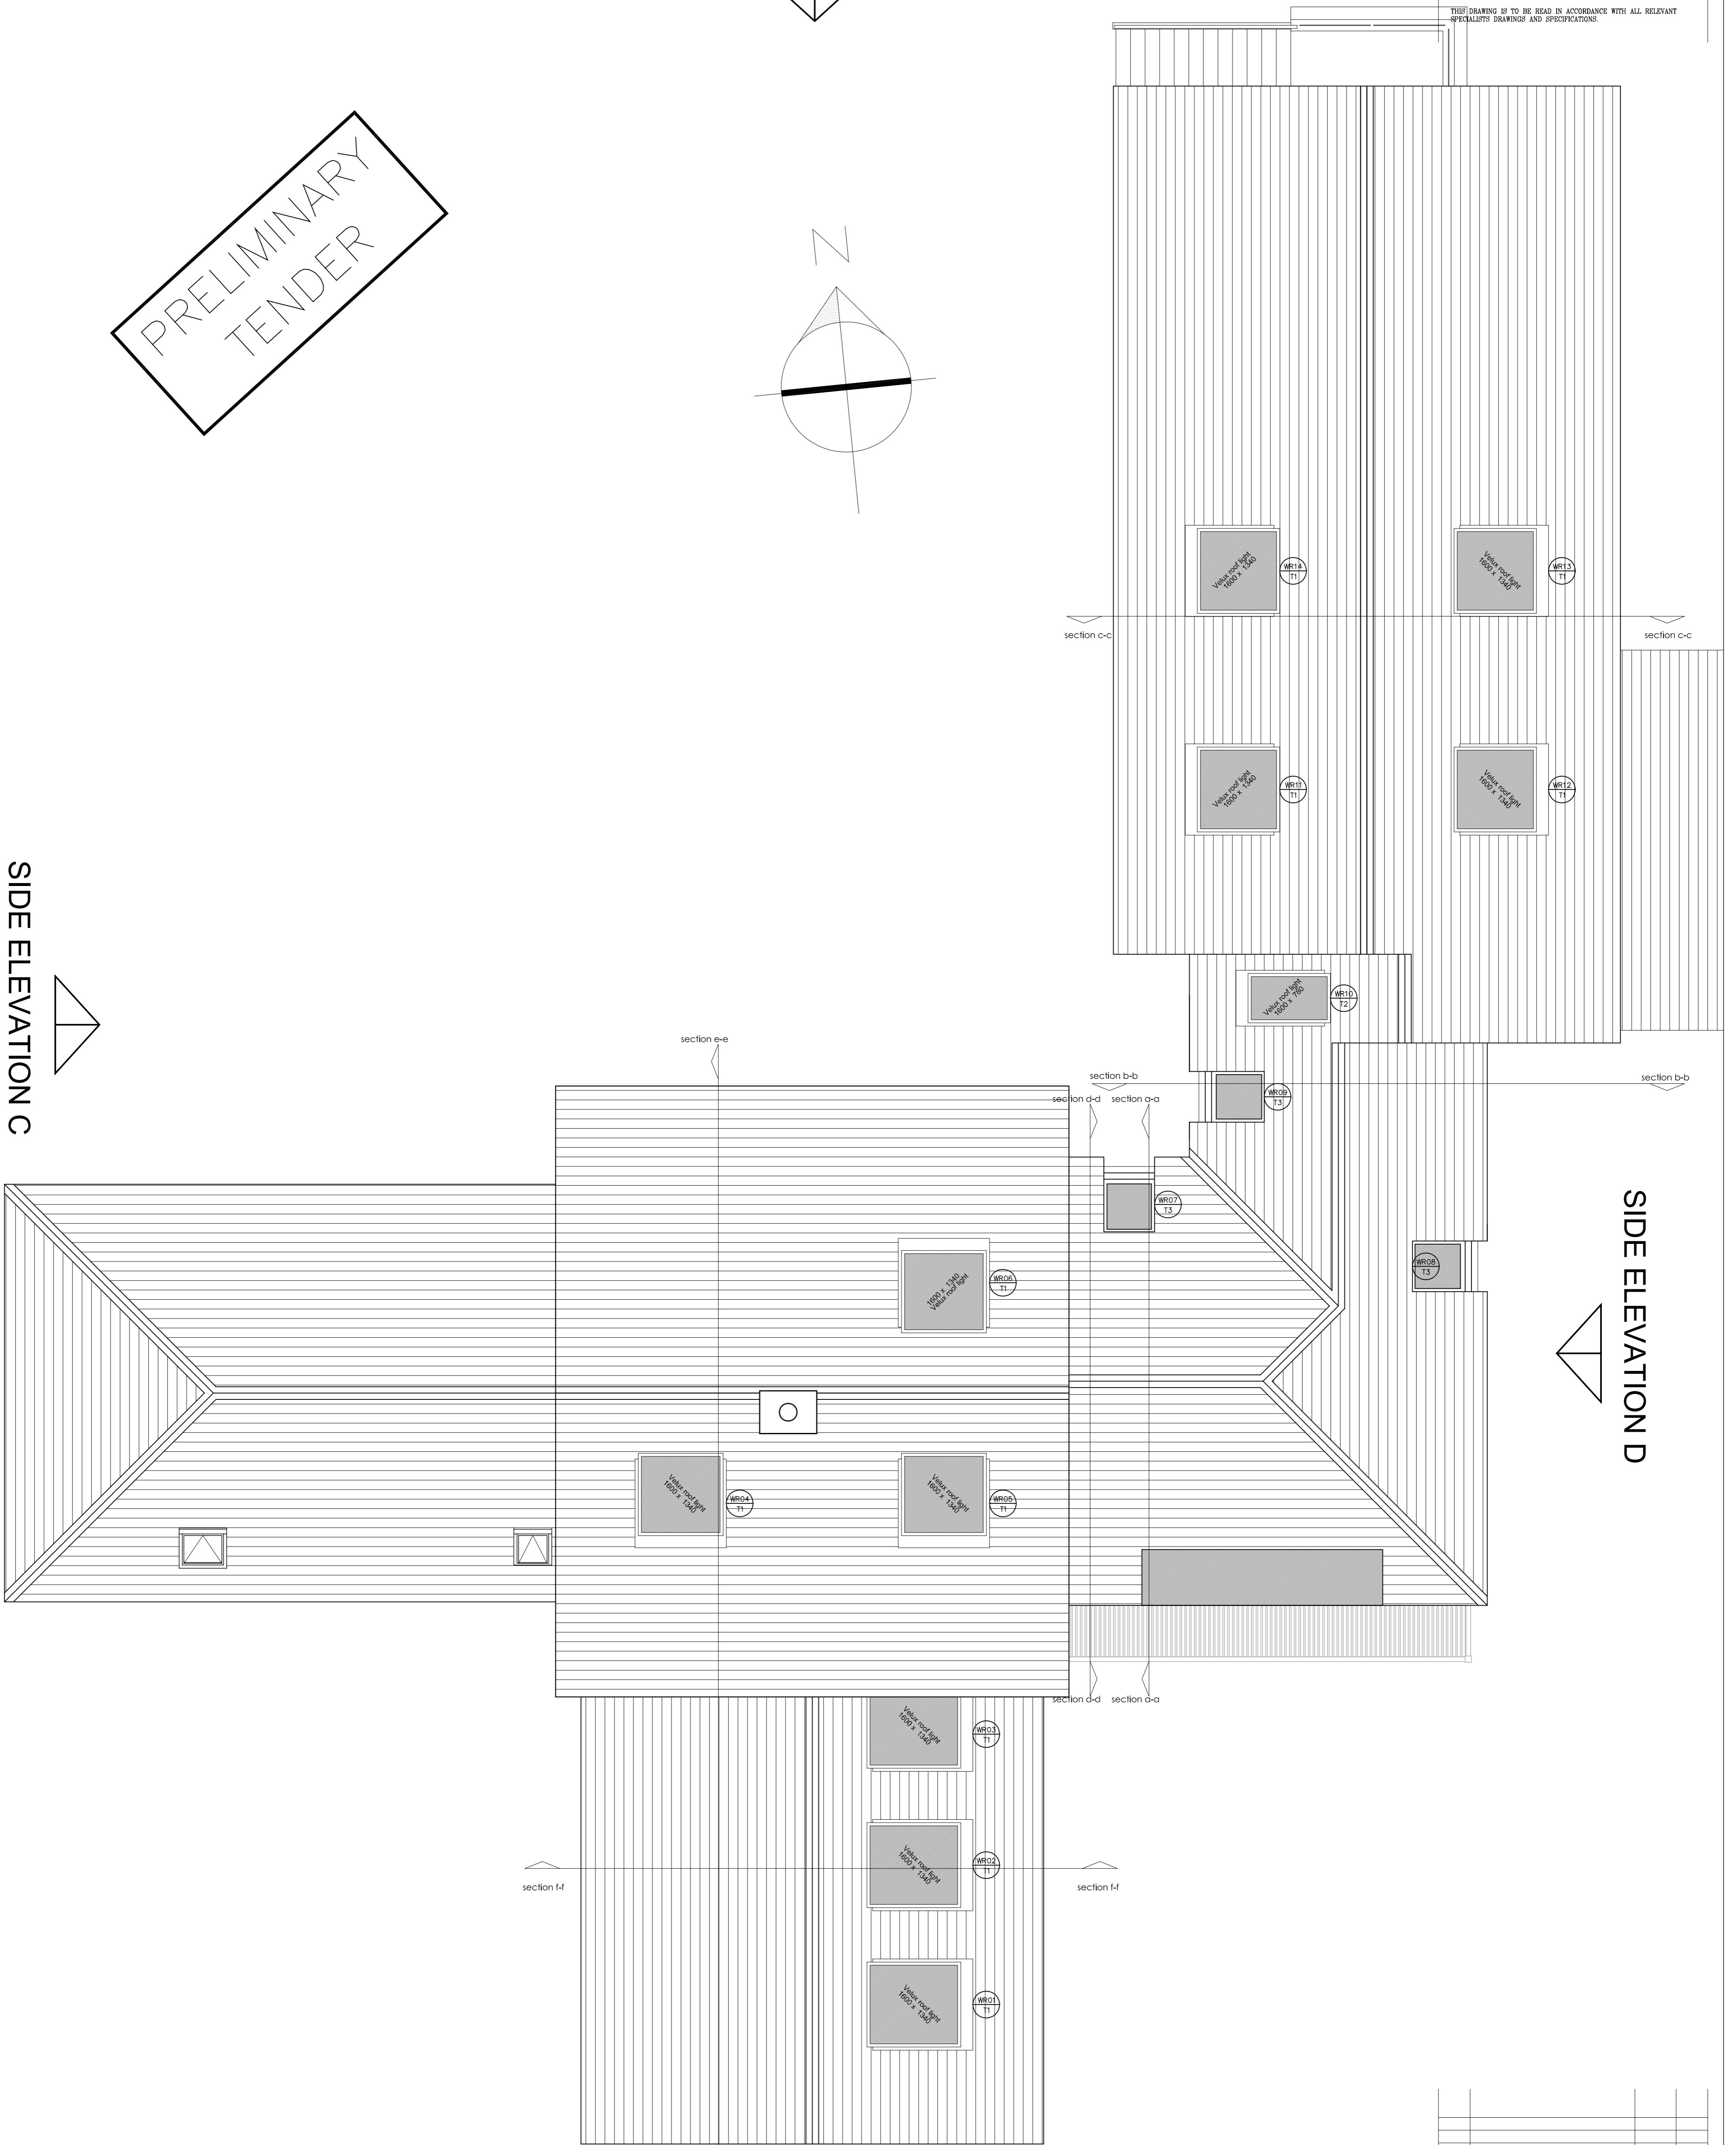 THIS DRAWING IS TO BE READ IN ACCORDANCE WITH ALL RELEVANT
SPECIALISTS DRAWINGS AND SPECIFICATIONS.
PRELIMINARY
TENDER
N
Velux roof light
1600 x 1340
WR14
T1
Velux roof light
1600 x 1340
WR13
T1
section c-c
section c-c
Velux roof light
1600 x 1340
WR11
T1
Velux roof light
1600 x 1340
WR12
T1
SIDE ELEVATION C
Velux roof light
1600 x 780
WR10
T2
section e-e
section b-b
section b-b
WR09
T3
section d-d
section a-a
WR07
T3
SIDE ELEVATION D
WR08
T3
1600 x 1340
Velux roof light
WR06
T1
Velux roof light
1600 x 1340
WR04
T1
Velux roof light
1600 x 1340
WR05
T1
section d-d
section a-a
Velux roof light
1600 x 1340
WR03
T1
Velux roof light
1600 x 1340
WR02
T1
section f-f
section f-f
Velux roof light
1600 x 1340
WR01
T1